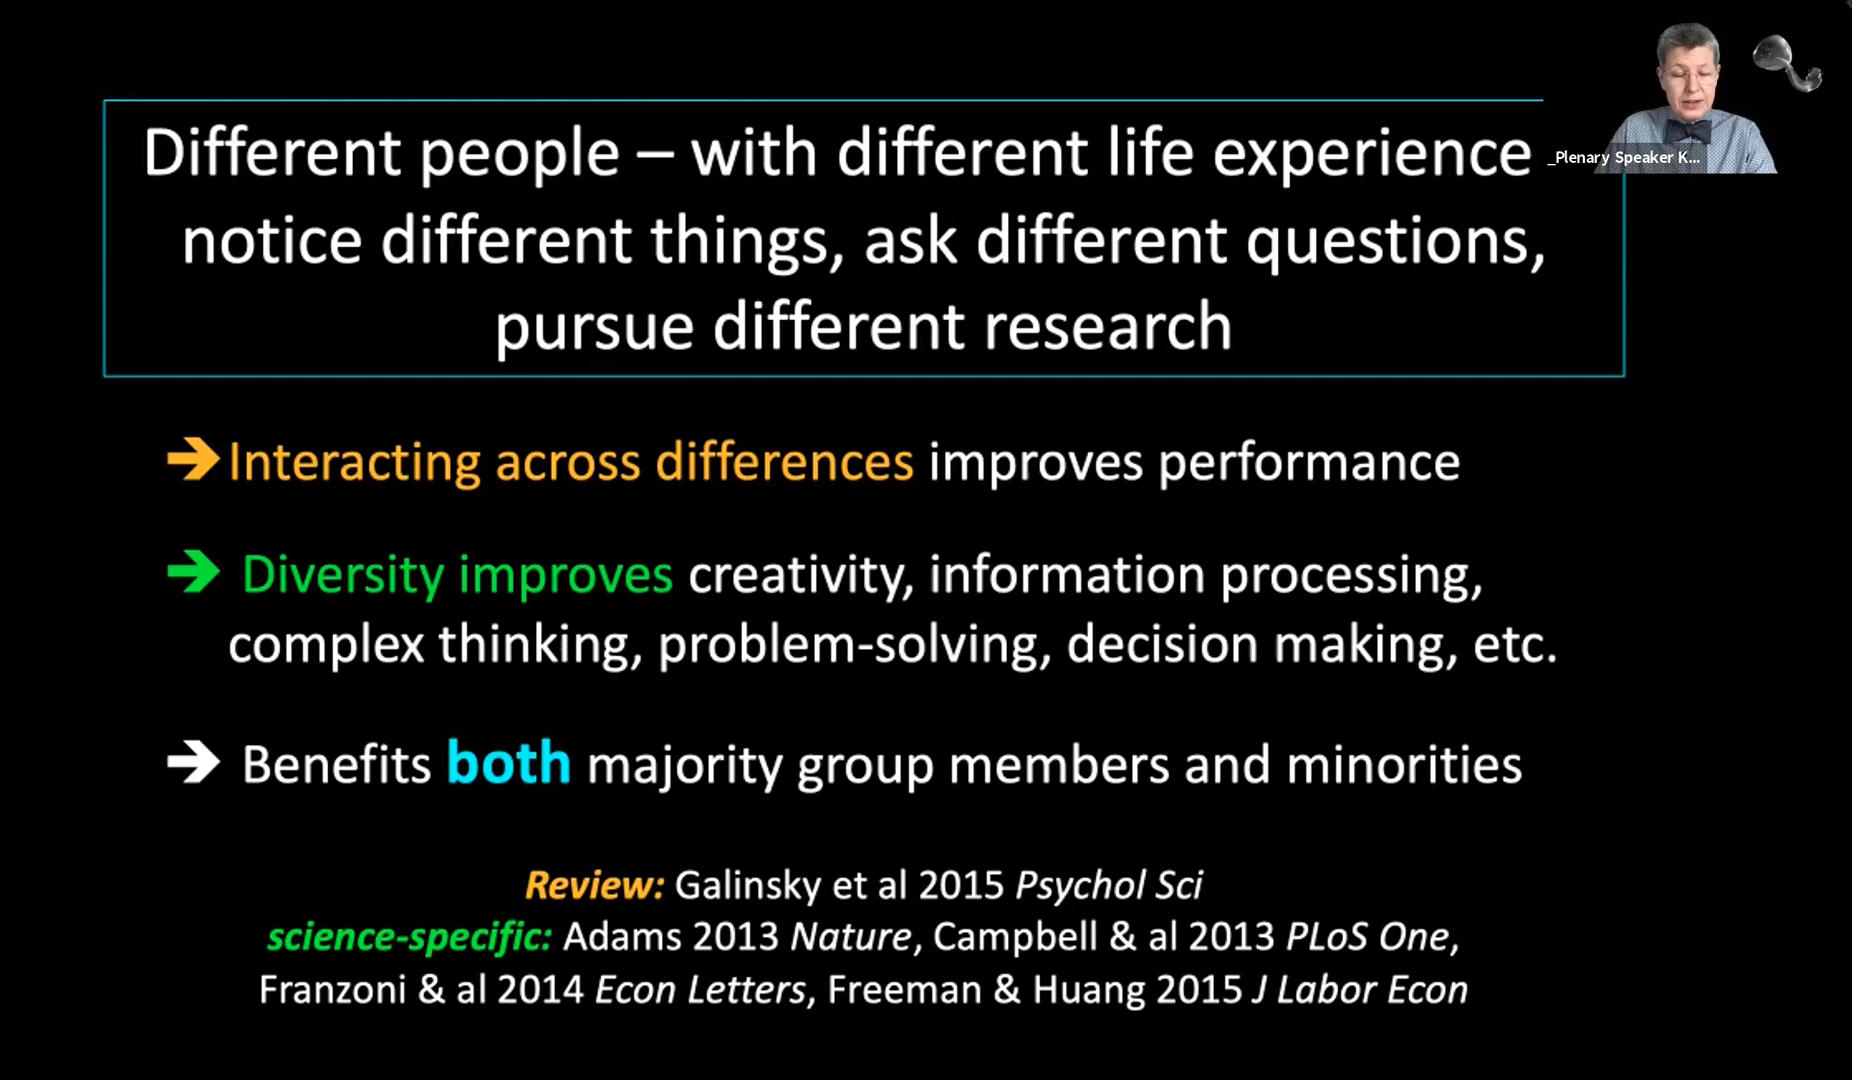 Different people – with different life experience
notice different things, ask different questions,
pursue different research
➔Interacting across differences improves performance
➔ Diversity improves creativity, information processing,
complex thinking, problem-solving, decision making, etc.
➔ Benefits both majority group members and minorities
Review: Galinsky et al 2015 Psychol Sci
science-specific: Adams 2013 Nature, Campbell & al 2013 PLoS One,
Franzoni & al 2014 Econ Letters, Freeman & Huang 2015 J Labor Econ
_Plenary Speaker K...